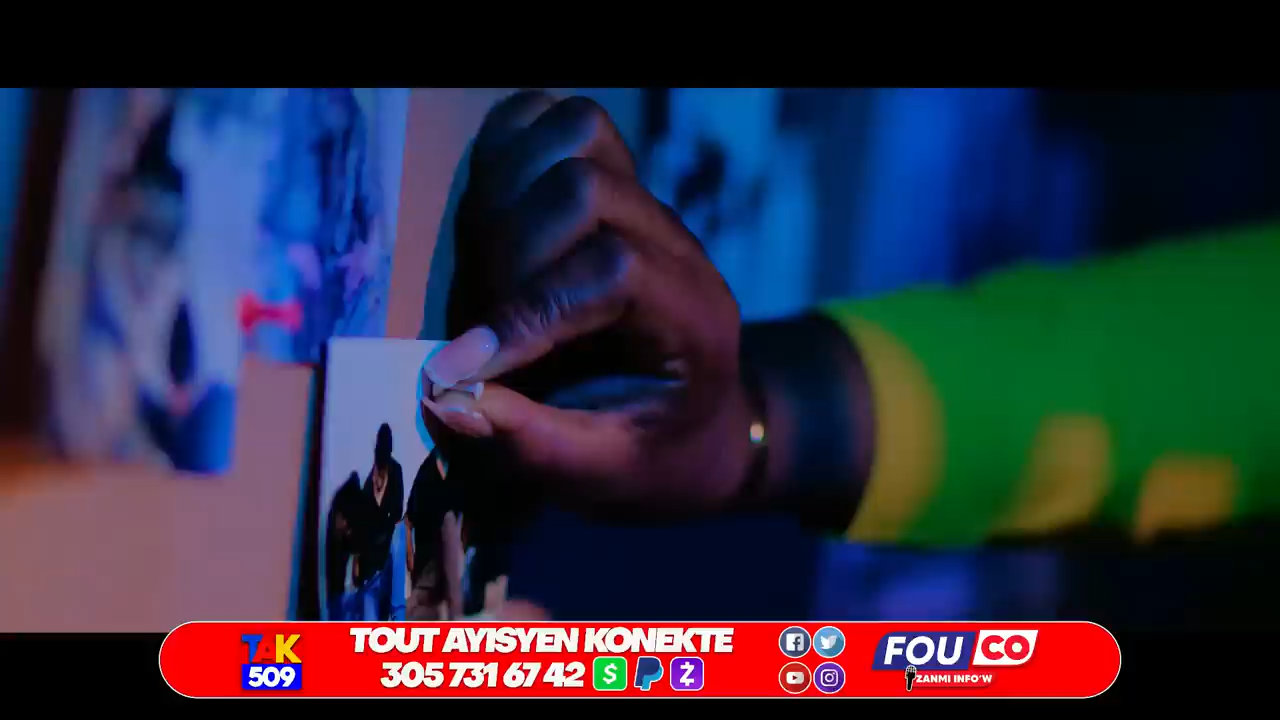 TAK
509
TOUT AYISYEN KONEKTE
305 731 67 42
FOU CO
ZANMI INFO'W